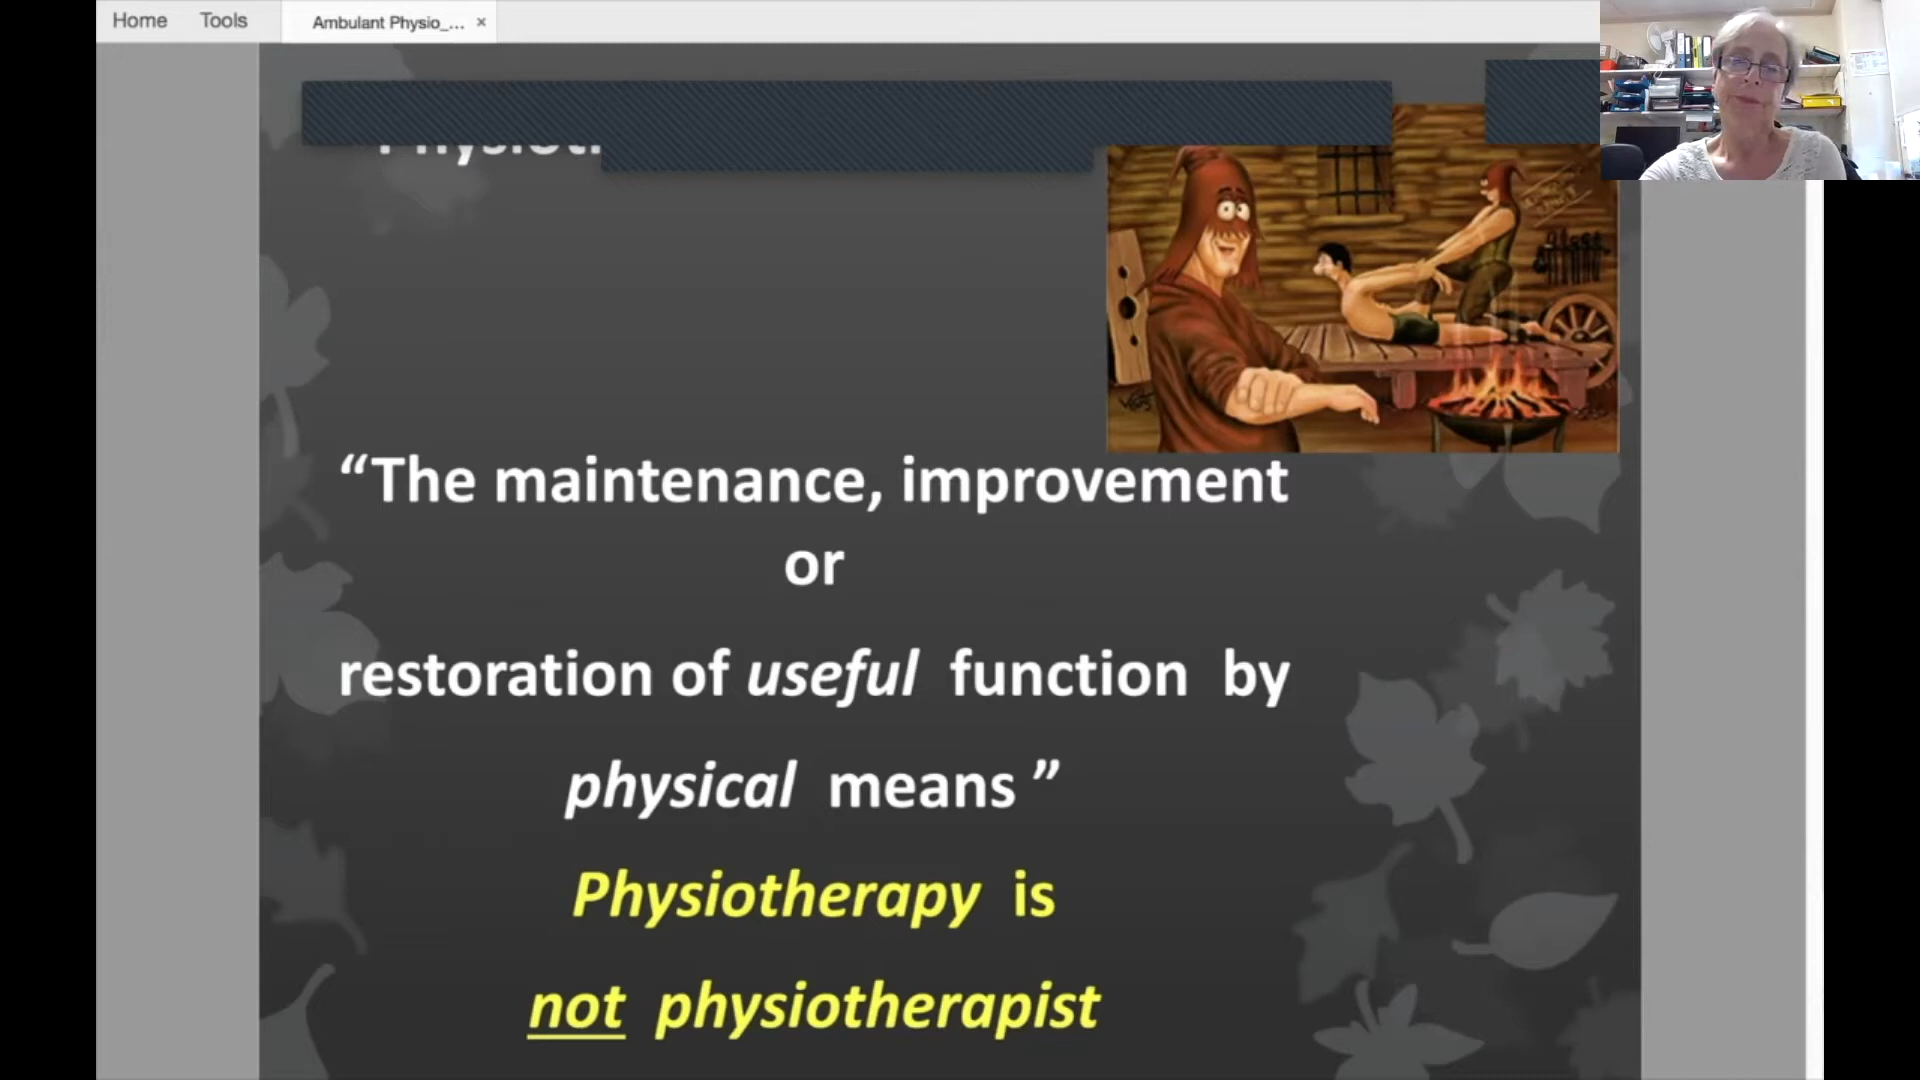 Home Tools Ambulant Physio_... ×
“The maintenance, improvement
or
restoration of useful function by
physical means ”
Physiotherapy is
not physiotherapist